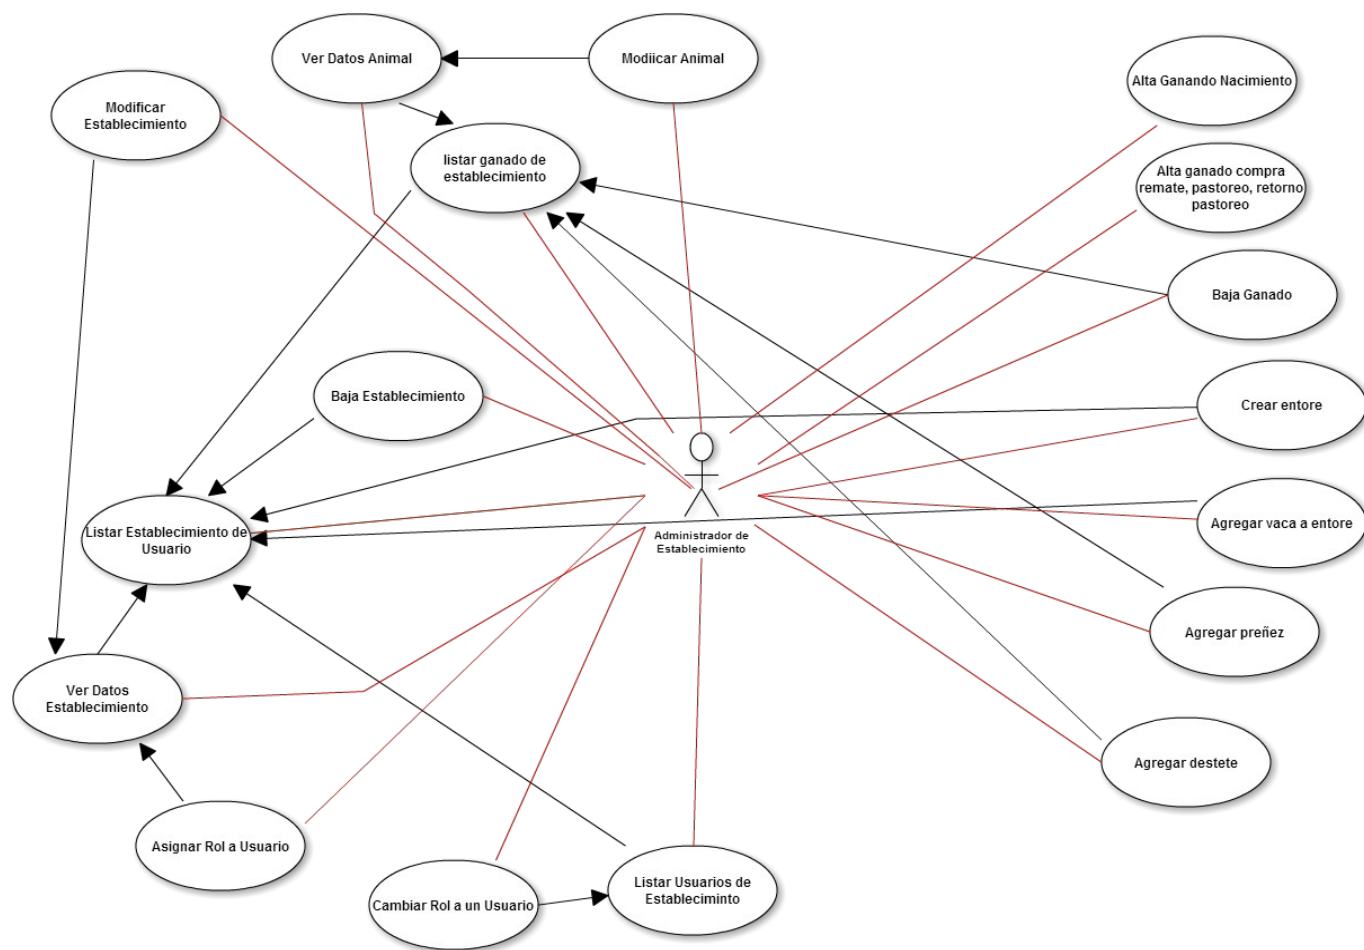 Ver Datos Animal
Modiicar Animal
Alta Ganando Nacimiento
Modificar
Establecimiento
listar ganado de
establecimiento
Alta ganado compra
remate, pastoreo, retorno
pastoreo
Baja Ganado
Baja Establecimiento
Crear entore
Listar Establecimiento de
Usuario
Administrador de
Establecimiento
Agregar vaca a entore
Agregar preñez
Ver Datos
Establecimiento
Agregar destete
Asignar Rol a Usuario
Cambiar Rol a un Usuario
Listar Usuarios de
Estableciminto